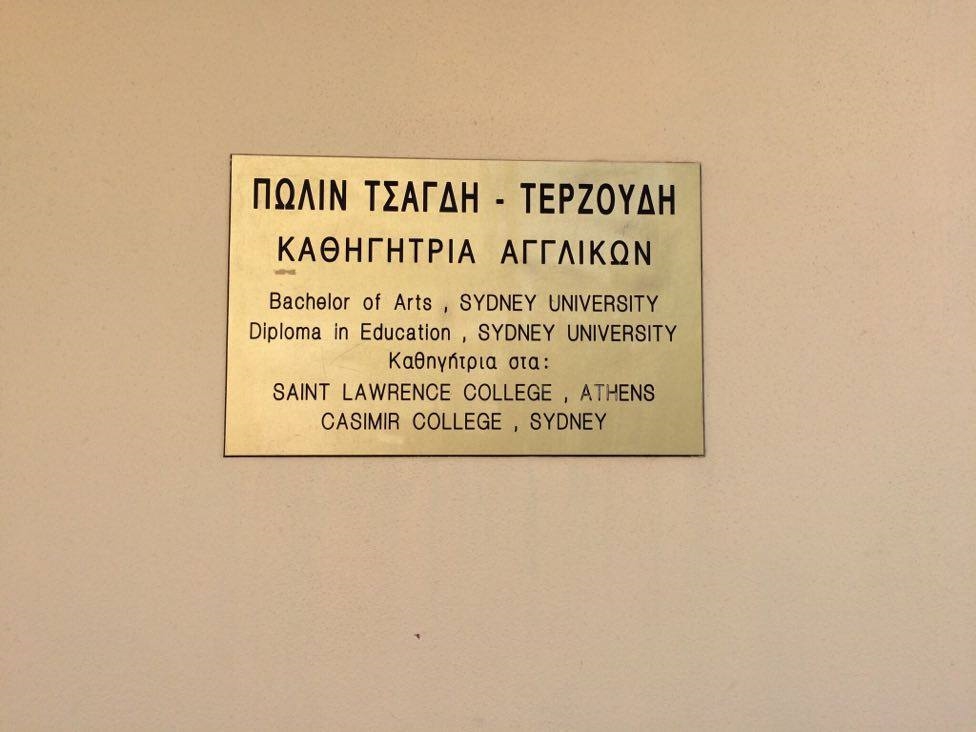 ΠΩΛΙΝ ΤΣΑΓΔΗ - ΤΕΡΖΟΥΔΗ
ΚΑΘΗΓΗΤΡΙΑ ΑΓΓΛΙΚΩΝ
Bachelor of Arts , SYDNEY UNIVERSITY
Diploma in Education , SYDNEY UNIVERSITY
Καθηγήτρια στα:
SAINT LAWRENCE COLLEGE , ATHENS
CASIMIR COLLEGE , SYDNEY